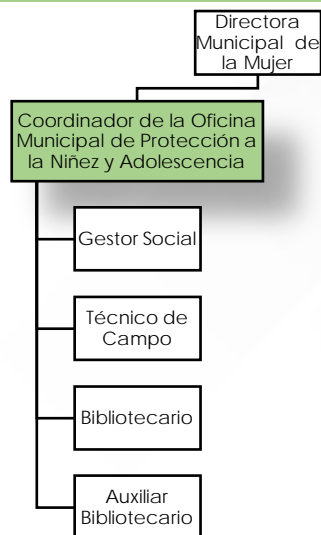 Directora
Municipal de
la Mujer
Coordinador de la Oficina
Municipal de Protección a
la Niñez y Adolescencia
Gestor Social
Técnico de
Campo
Bibliotecario
Auxiliar
Bibliotecario